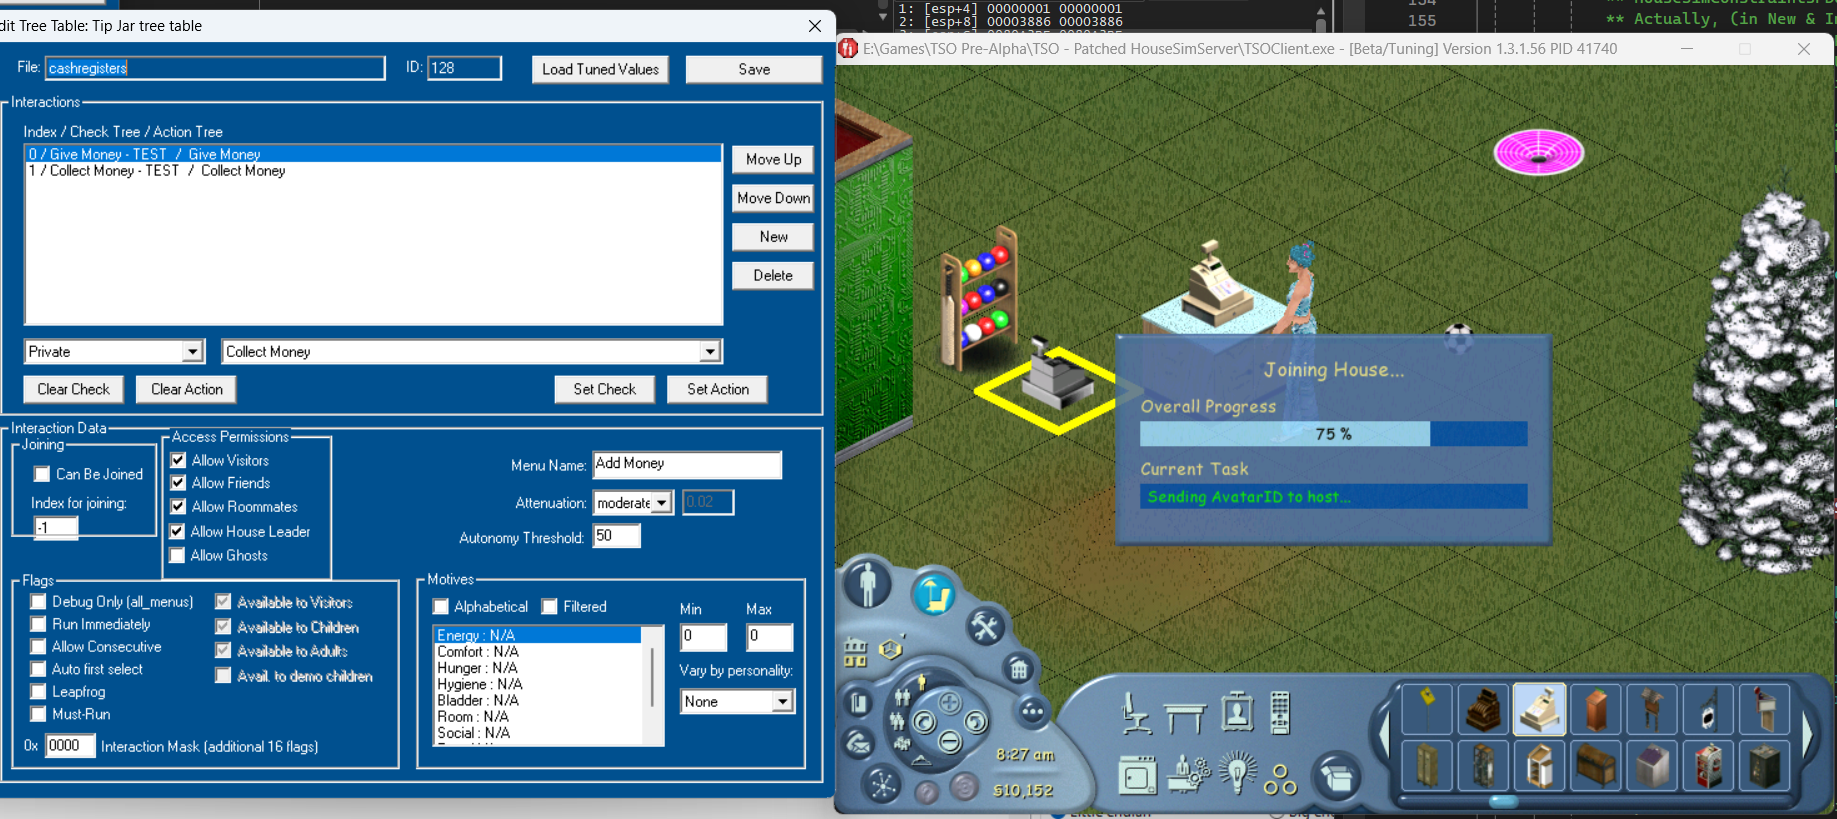 1: [esp+4] 00000001 00000001
2: [esp+8] 00003886 00003886
155
** Actually, (in New & I
dit Tree Table: Tip Jar tree table
File: cashregisters
ID: 128
Load Tuned Values
Save
Interactions
Index / Check Tree / Action Tree
0 / Give Money - TEST / Give Money
1 / Collect Money - TEST / Collect Money
Move Up
Move Down
New
Delete
Private
Collect Money
Clear Check
Clear Action
Set Check
Set Action
Interaction Data
Joining
Can Be Joined
Index for joining:
-1
Access Permissions
Allow Visitors
Allow Friends
Allow Roommates
Allow House Leader
Allow Ghosts
Menu Name: Add Money
Attenuation: moderate 0.02
Autonomy Threshold: 50
Flags
Debug Only (all_menus)
Run Immediately
Allow Consecutive
Auto first select
Leapfrog
Must-Run
Available to Visitors
Available to Children
Available to Adults
Avail. to demo children
0x 0000 Interaction Mask (additional 16 flags)
Motives
Alphabetical
Filtered
Min
Max
0
0
Energy : N/A
Comfort : N/A
Hunger : N/A
Hygiene : N/A
Bladder : N/A
Room : N/A
Social : N/A
Vary by personality:
None
E:\Games\TSO Pre-Alpha\TSO - Patched HouseSimServer\TSOClient.exe - [Beta/Tuning] Version 1.3.1.56 PID 41740
Joining House...
Overall Progress
75 %
Current Task
Sending AvatarID to host...
8:27 am
§10,152